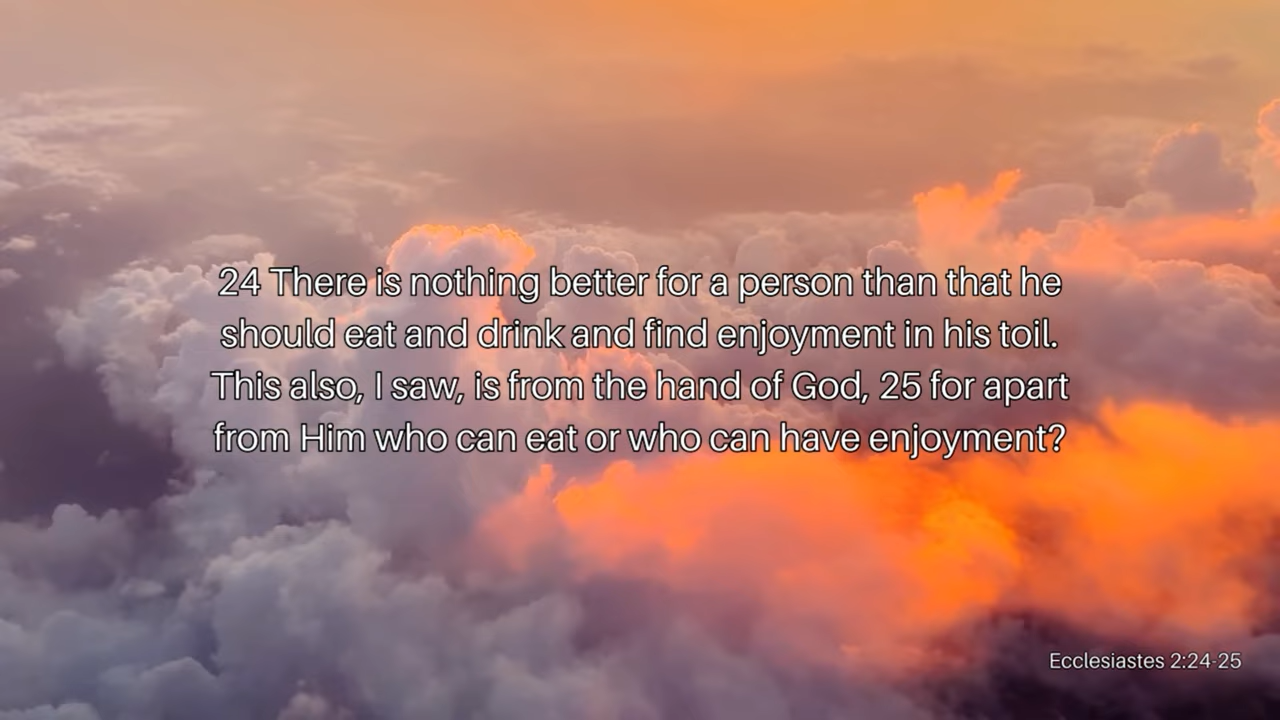 24 There is nothing better for a person than that he
should eat and drink and find enjoyment in his toil.
This also, I saw, is from the hand of God, 25 for apart
from Him who can eat or who can have enjoyment?
Ecclesiastes 2:24-25